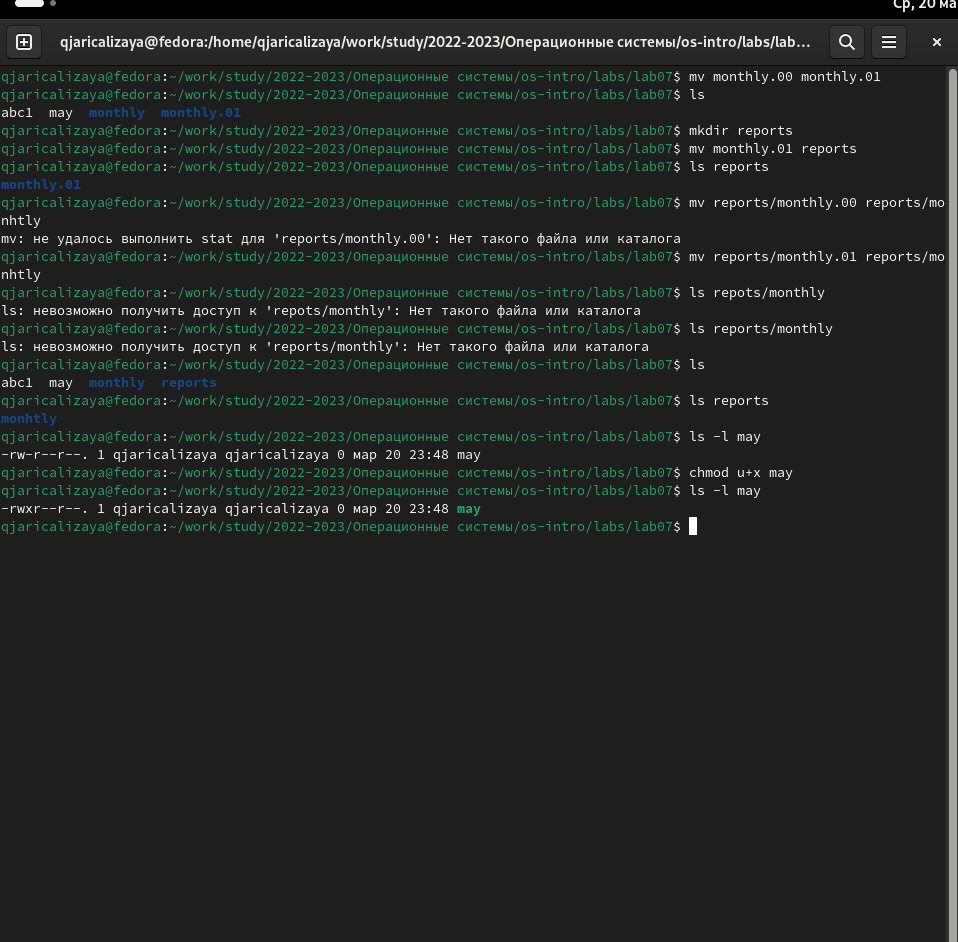 Ср, 20 ма
qjaricalizaya@fedora:/home/qjaricalizaya/work/study/2022-2023/Операционные системы/os-intro/labs/lab...
qjaricalizaya@fedora:~/work/study/2022-2023/Операционные системы/os-intro/labs/lab07$ mv monthly.00 monthly.01
qjaricalizaya@fedora:~/work/study/2022-2023/Операционные системы/os-intro/labs/lab07$ ls
abc1  may  monthly  monthly.01
qjaricalizaya@fedora:~/work/study/2022-2023/Операционные системы/os-intro/labs/lab07$ mkdir reports
qjaricalizaya@fedora:~/work/study/2022-2023/Операционные системы/os-intro/labs/lab07$ mv monthly.01 reports
qjaricalizaya@fedora:~/work/study/2022-2023/Операционные системы/os-intro/labs/lab07$ ls reports
monthly.01
qjaricalizaya@fedora:~/work/study/2022-2023/Операционные системы/os-intro/labs/lab07$ mv reports/monthly.00 reports/mo
nhtly
mv: не удалось выполнить stat для 'reports/monthly.00': Нет такого файла или каталога
qjaricalizaya@fedora:~/work/study/2022-2023/Операционные системы/os-intro/labs/lab07$ mv reports/monthly.01 reports/mo
nhtly
qjaricalizaya@fedora:~/work/study/2022-2023/Операционные системы/os-intro/labs/lab07$ ls repots/monthly
ls: невозможно получить доступ к 'repots/monthly': Нет такого файла или каталога
qjaricalizaya@fedora:~/work/study/2022-2023/Операционные системы/os-intro/labs/lab07$ ls reports/monthly
ls: невозможно получить доступ к 'reports/monthly': Нет такого файла или каталога
qjaricalizaya@fedora:~/work/study/2022-2023/Операционные системы/os-intro/labs/lab07$ ls
abc1  may  monthly  reports
qjaricalizaya@fedora:~/work/study/2022-2023/Операционные системы/os-intro/labs/lab07$ ls reports
monhtly
qjaricalizaya@fedora:~/work/study/2022-2023/Операционные системы/os-intro/labs/lab07$ ls -l may
-rw-r--r--. 1 qjaricalizaya qjaricalizaya 0 мар 20 23:48 may
qjaricalizaya@fedora:~/work/study/2022-2023/Операционные системы/os-intro/labs/lab07$ chmod u+x may
qjaricalizaya@fedora:~/work/study/2022-2023/Операционные системы/os-intro/labs/lab07$ ls -l may
-rwxr--r--. 1 qjaricalizaya qjaricalizaya 0 мар 20 23:48 may
qjaricalizaya@fedora:~/work/study/2022-2023/Операционные системы/os-intro/labs/lab07$